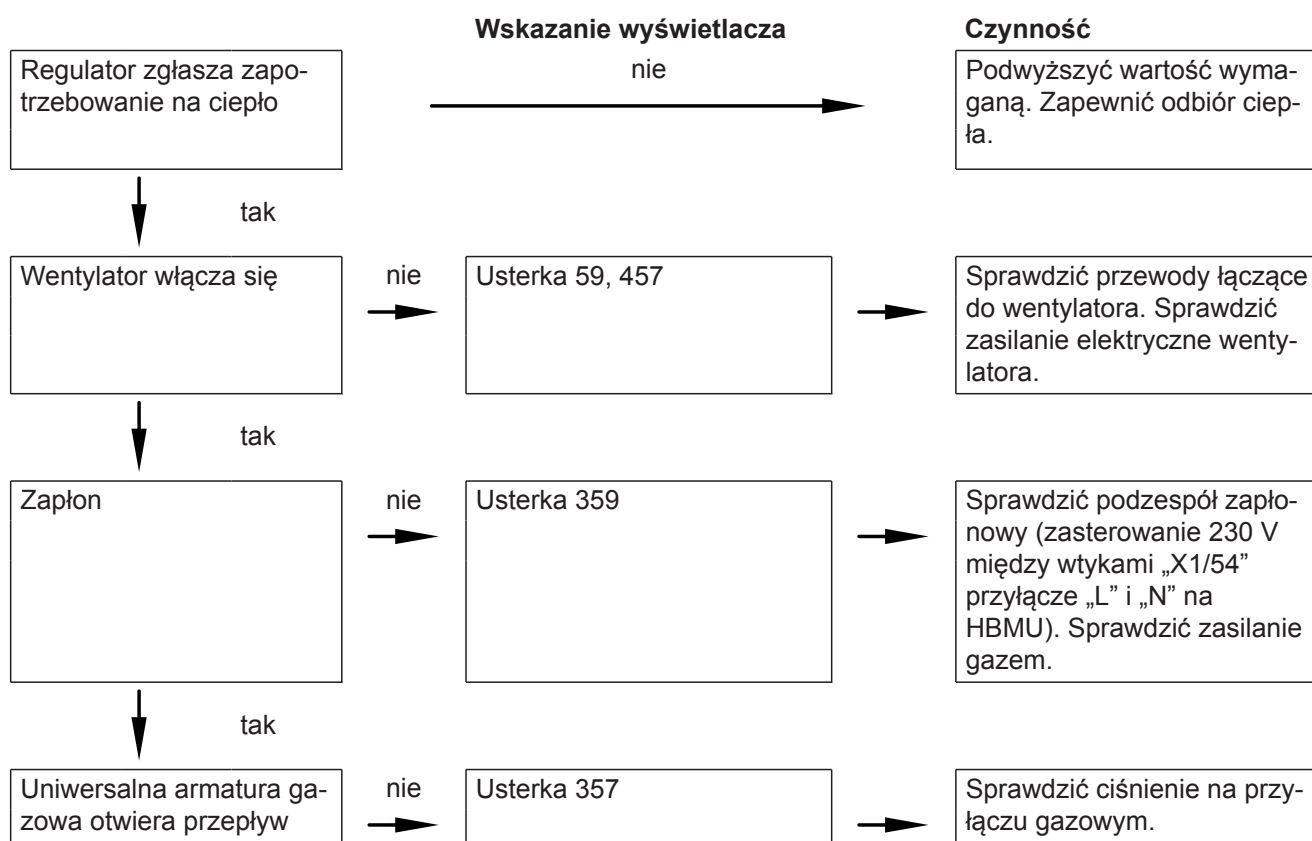 Wskazanie wyświetlacza
Czynność
Regulator zgłasza zapo-
trzebowanie na ciepło
nie
Podwyższyć wartość wyma-
ganą. Zapewnić odbiór ciep-
ła.
tak
Wentylator włącza się
nie
Usterka 59, 457
Sprawdzić przewody łączące
do wentylatora. Sprawdzić
zasilanie elektryczne wenty-
latora.
tak
Zapłon
nie
Usterka 359
Sprawdzić podzespół zapło-
nowy (zasterowanie 230 V
między wtykami „X1/54”
przyłącze „L” i „N” na
HBMU). Sprawdzić zasilanie
gazem.
tak
Uniwersalna armatura ga-
zowa otwiera przepływ
nie
Usterka 357
Sprawdzić ciśnienie na przy-
łączu gazowym.